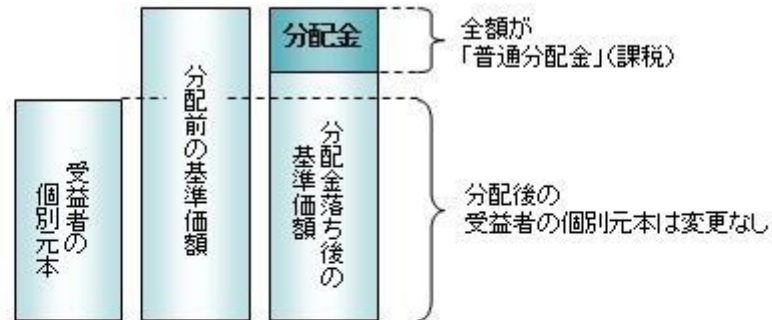 受益者の
個別元本
分配前の基準価額
分配金
分配金落ち後の
基準価額
全額が
「普通分配金」(課税)
分配後の
受益者の個別元本は変更なし